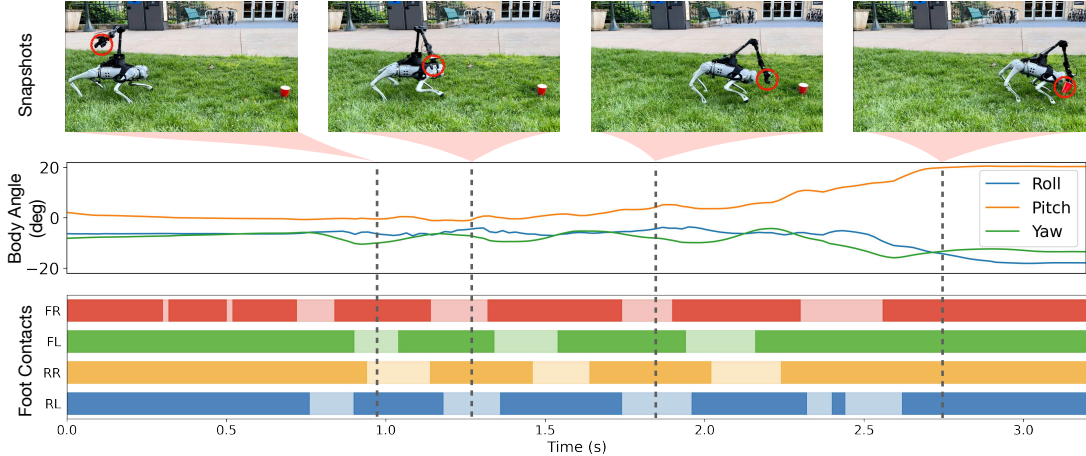 Snapshots
Body Angle
(deg)
20
0
−20
Roll
Pitch
Yaw
Foot Contacts
FR
FL
RR
RL
0.0 0.5 1.0 1.5 2.0 2.5 3.0
Time (s)